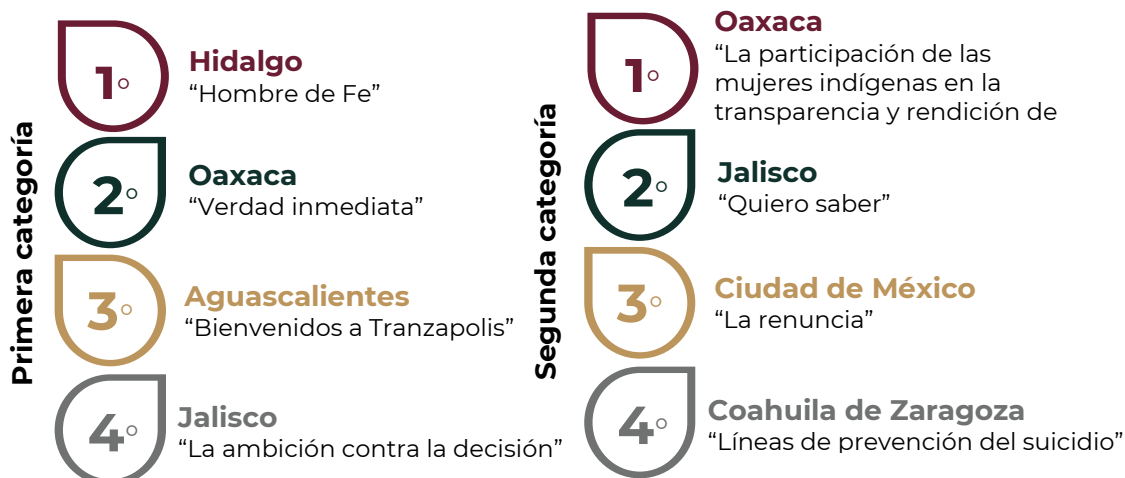 Primera categoría
1°
Hidalgo
“Hombre de Fe”
2°
Oaxaca
“Verdad inmediata”
3°
Aguascalientes
“Bienvenidos a Tranzapolis”
4°
Jalisco
“La ambición contra la decisión”
Segunda categoría
1°
Oaxaca
“La participación de las
mujeres indígenas en la
transparencia y rendición de
2°
Jalisco
“Quiero saber”
3°
Ciudad de México
“La renuncia”
4°
Coahuila de Zaragoza
“Líneas de prevención del suicidio”